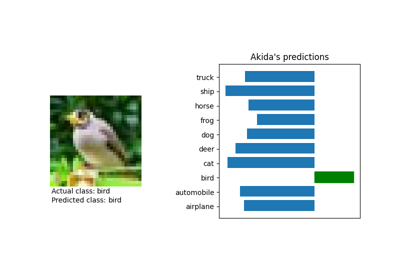 Akida's predictions
truck
ship
horse
frog
dog
deer
cat
bird
automobile
airplane
Actual class: bird
Predicted class: bird